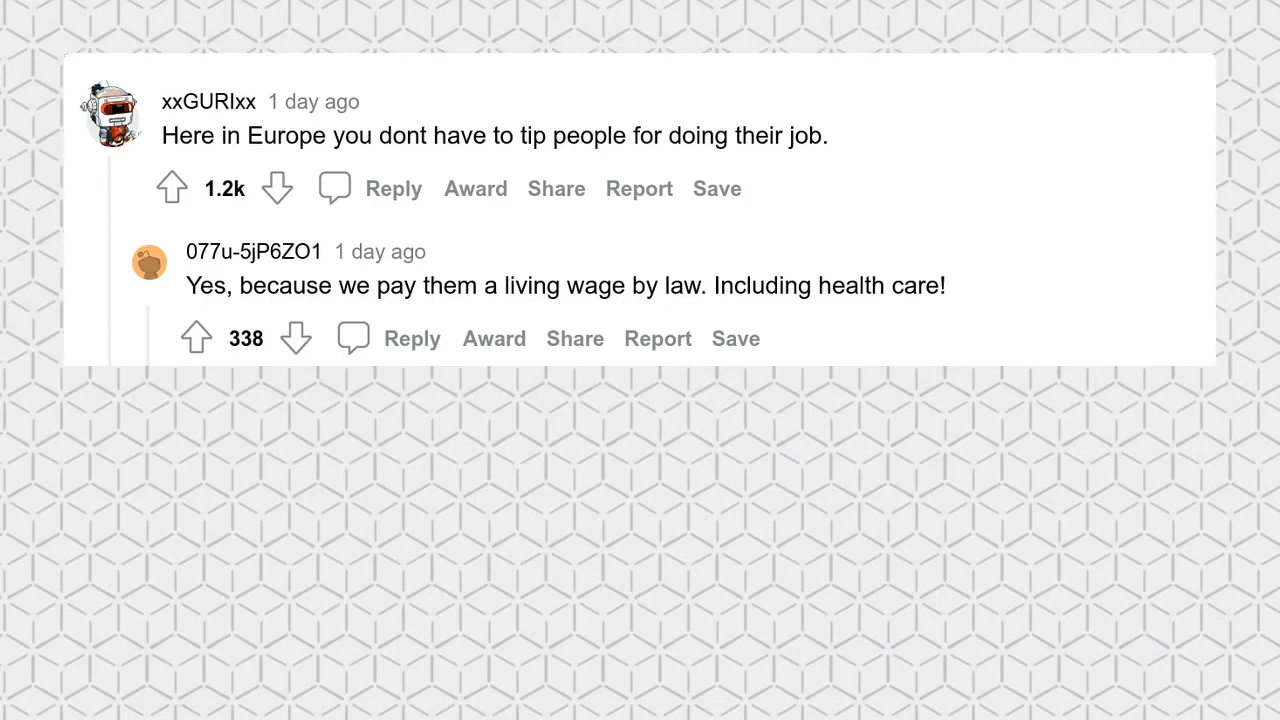 xxGURIxx 1 day ago
Here in Europe you dont have to tip people for doing their job.
1.2k Reply Award Share Report Save
077u-5jP6ZO1 1 day ago
Yes, because we pay them a living wage by law. Including health care!
338 Reply Award Share Report Save